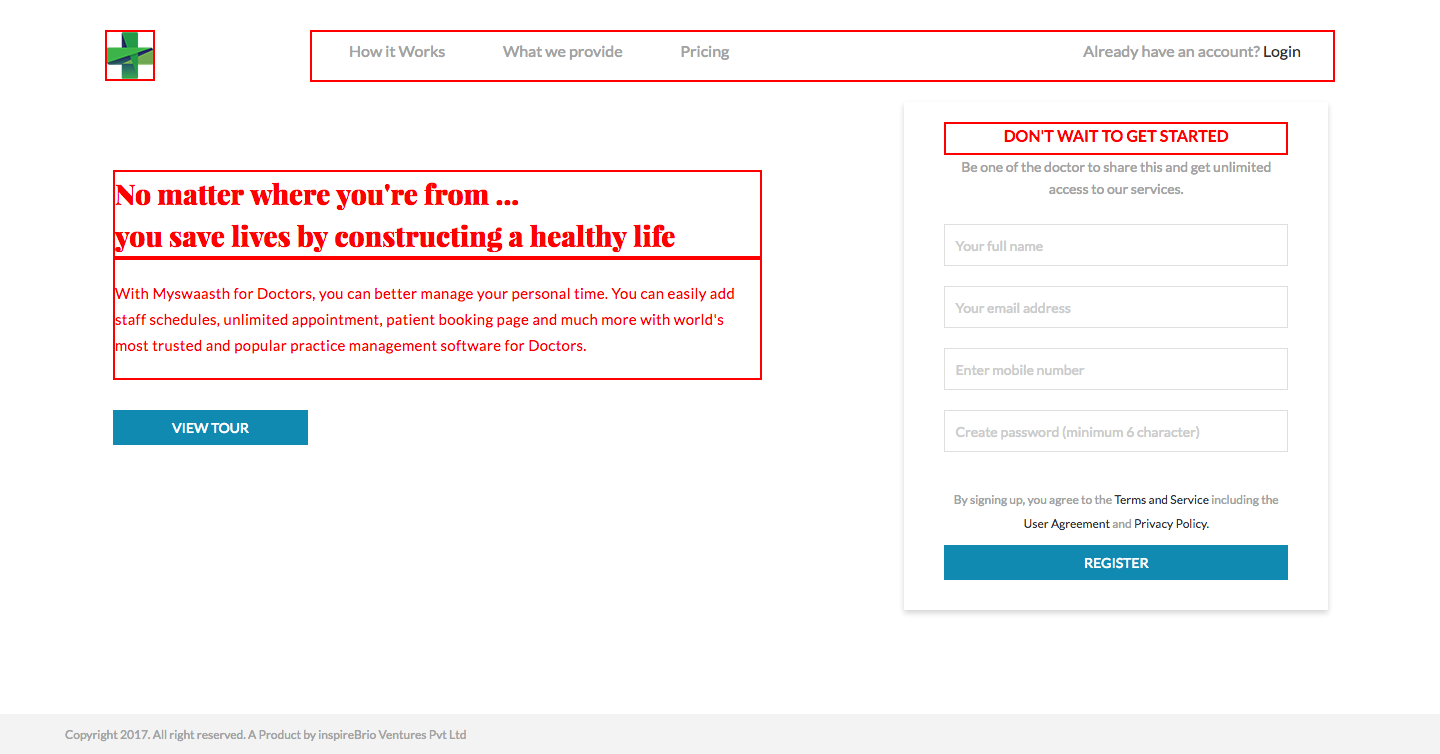 How it Works What we provide Pricing Already have an account? Login
No matter where you're from ...
you save lives by constructing a healthy life
With Myswaasth for Doctors, you can better manage your personal time. You can easily add
staff schedules, unlimited appointment, patient booking page and much more with world's
most trusted and popular practice management software for Doctors.
VIEW TOUR
DON'T WAIT TO GET STARTED
Be one of the doctor to share this and get unlimited
access to our services.
Your full name
Your email address
Enter mobile number
Create password (minimum 6 character)
By signing up, you agree to the Terms and Service including the
User Agreement and Privacy Policy.
REGISTER
Copyright 2017. All right reserved. A Product by inspireBrio Ventures Pvt Ltd